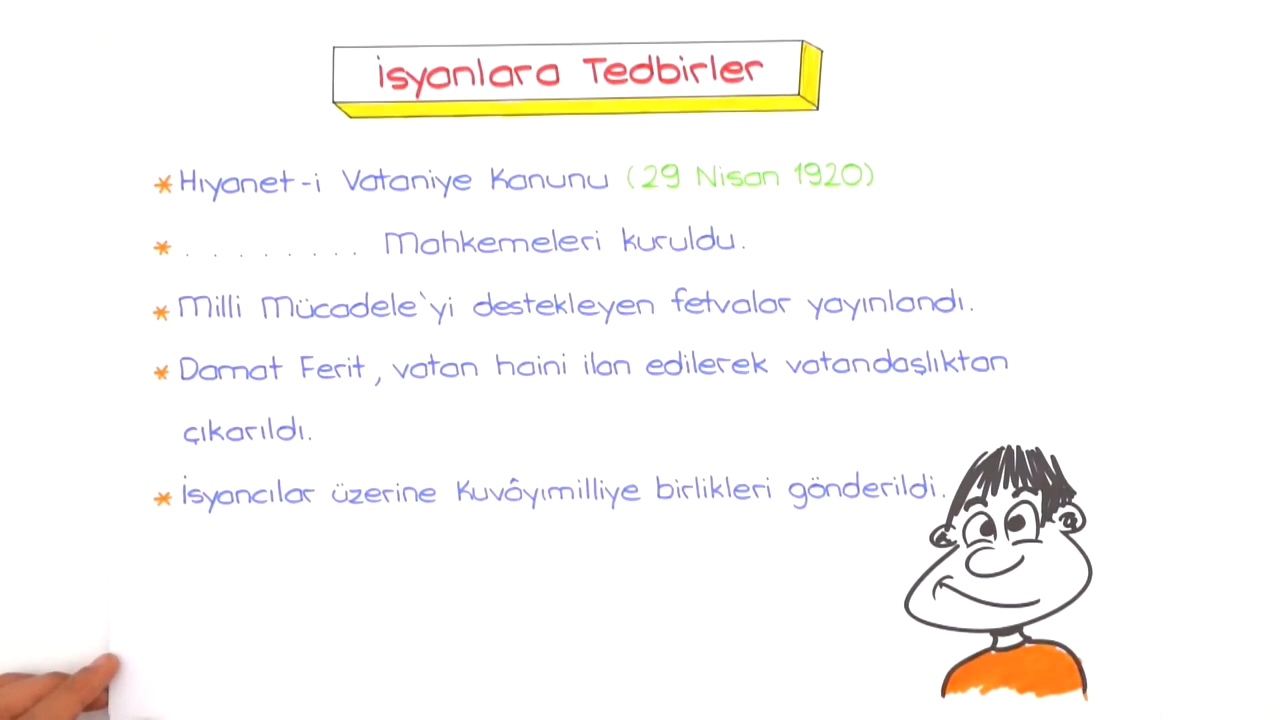 İsyanlara Tedbirler
* Hıyanet-i Vataniye Kanunu (29 Nisan 1920)
* . . . . . . . . Mahkemeleri kuruldu.
* Milli Mücadele'yi destekleyen fetvalar yayınlandı.
* Damat Ferit, vatan haini ilan edilerek vatandaşlıktan
çıkarıldı.
* İsyancılar üzerine Kuvâyımilliye birlikleri gönderildi.